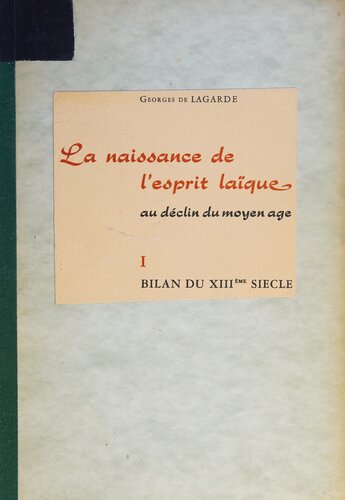 Georges de LAGARDE
La naissance de
l'esprit laïque
au déclin du moyen age
I
BILAN DU XIIIÈME SIECLE